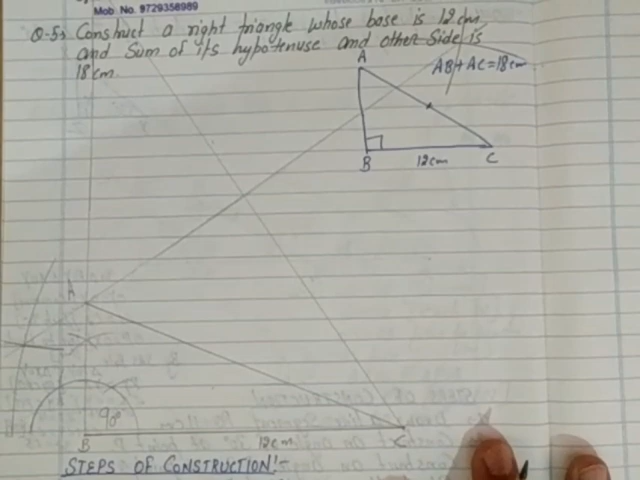 Mob. No. 9729358989
Q-5:) Construct a right triangle whose base is 12 cm
and Sum of its hypotenuse and other Side is
18 cm
A
AB + AC = 18 cm
B
12 cm
C
A
90°
B
12 cm
C
STEPS OF CONSTRUCTION:-